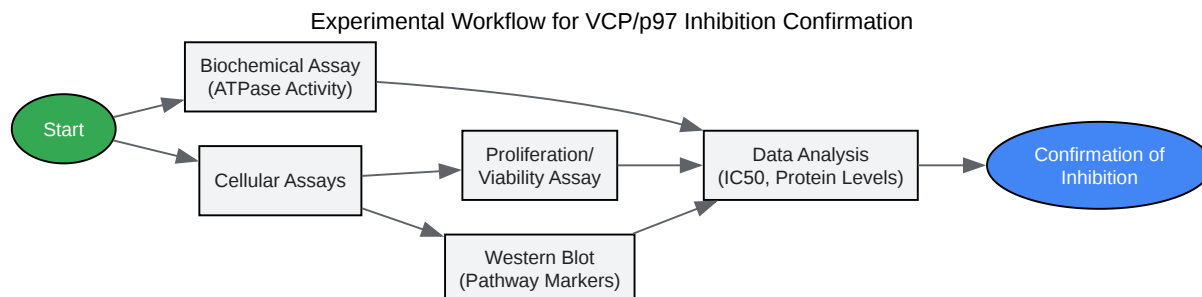 Experimental Workflow for VCP/p97 Inhibition Confirmation
Start
Biochemical Assay
(ATPase Activity)
Cellular Assays
Proliferation/
Viability Assay
Western Blot
(Pathway Markers)
Data Analysis
(IC50, Protein Levels)
Confirmation of
Inhibition